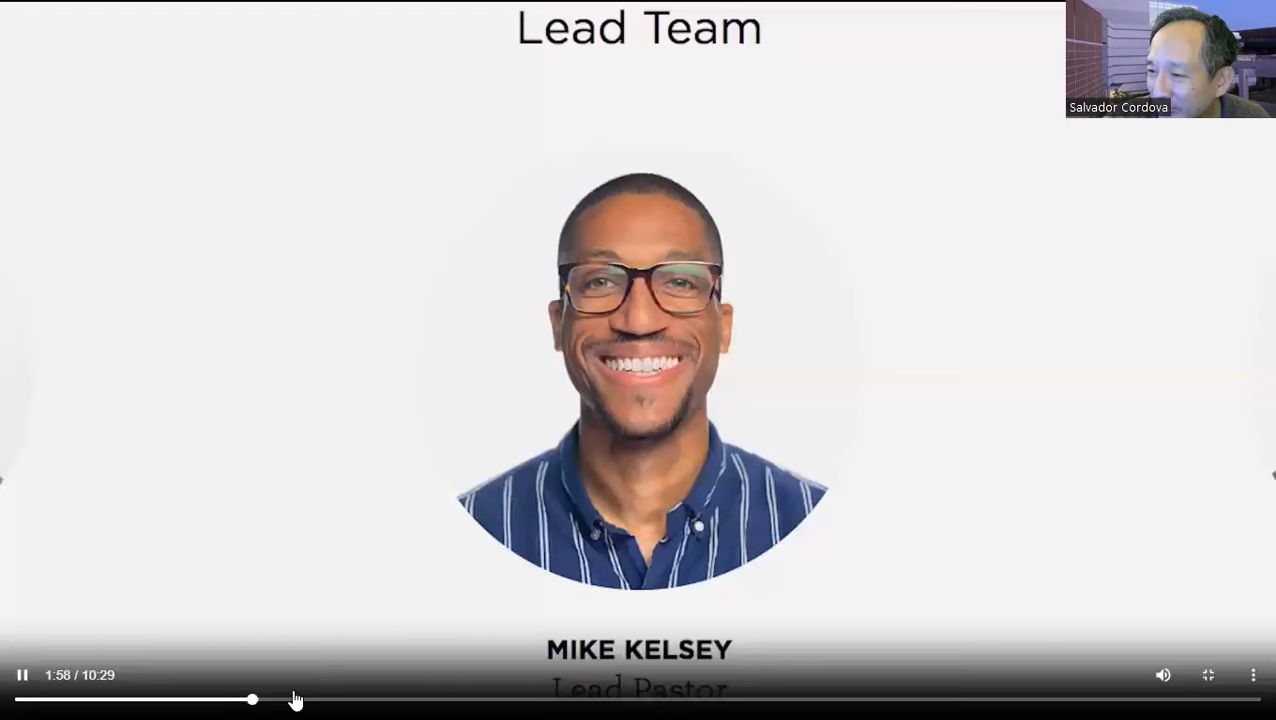 Lead Team
Salvador Cordova
MIKE KELSEY
Lead Pastor
1:58 / 10:29